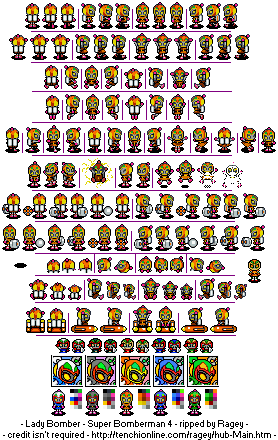 - Lady Bomber - Super Bomberman 4 - ripped by Ragey -
- credit isn't required - http://tenchionline.com/ragey/hub-Main.htm -